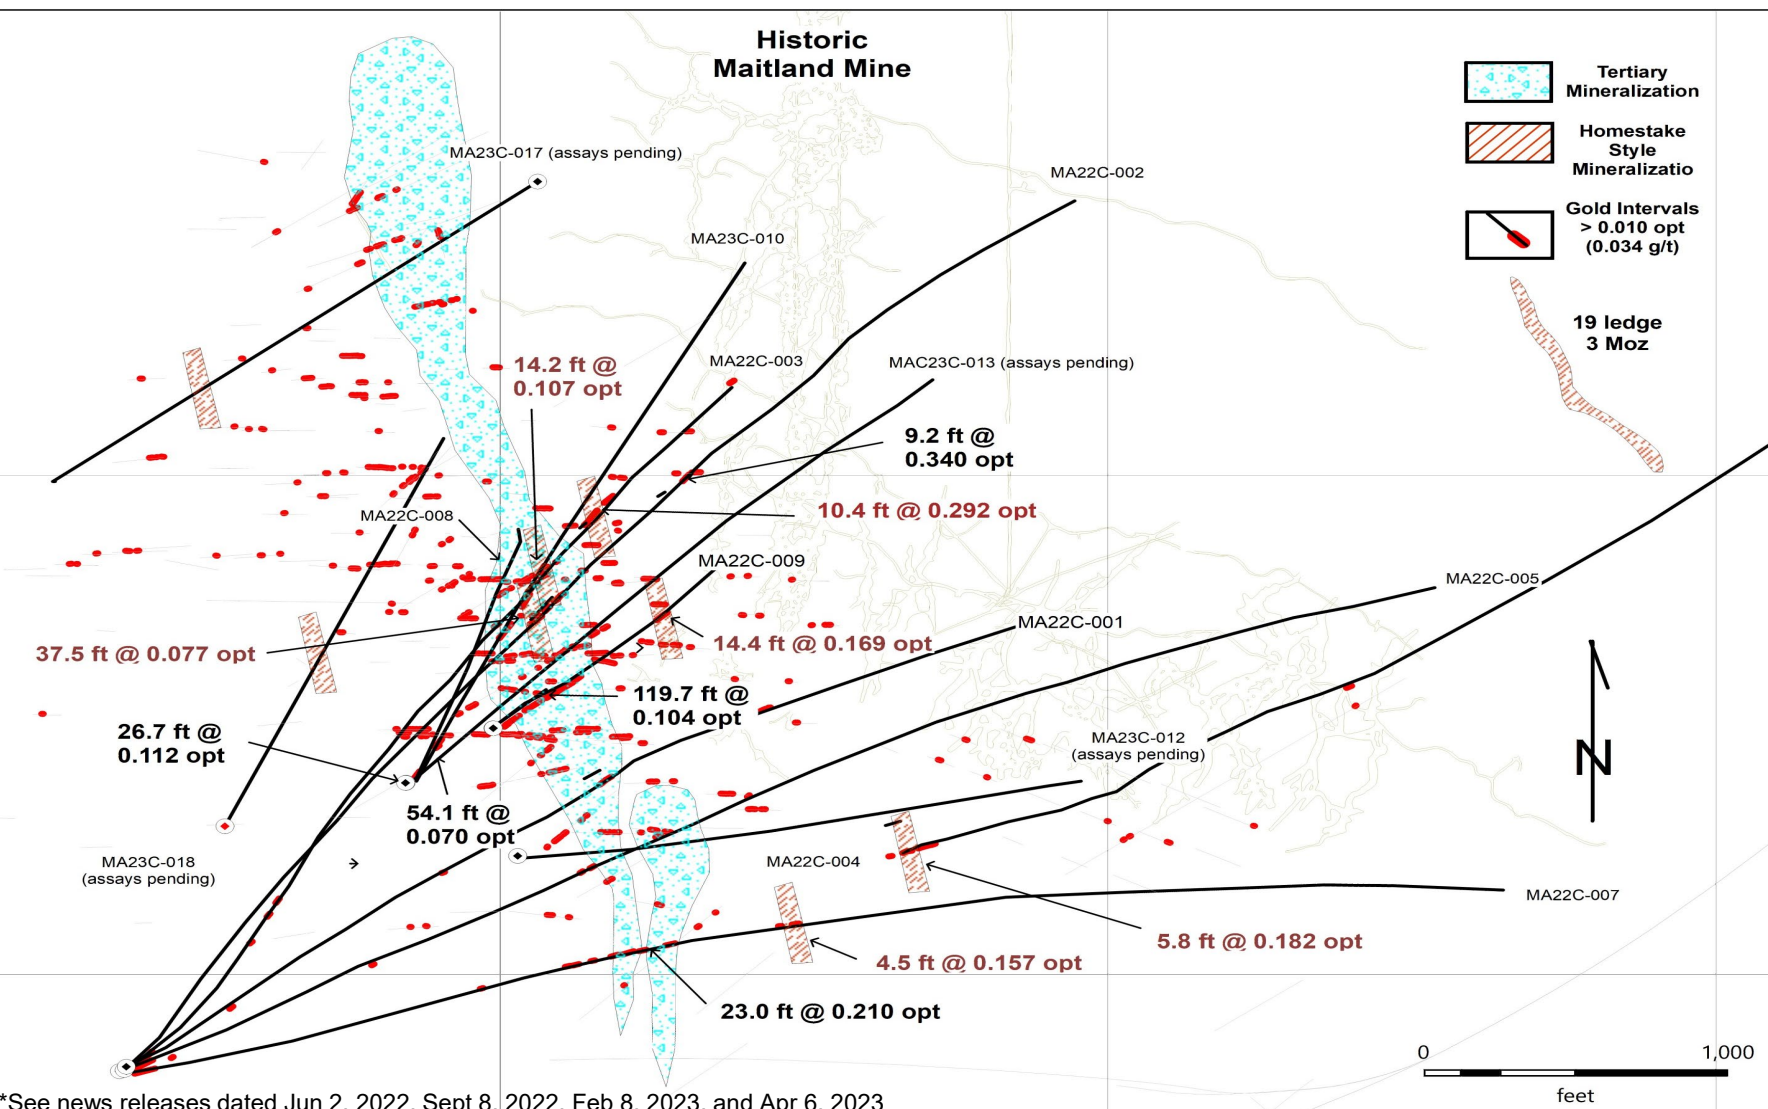 Historic
Maitland Mine
Tertiary
Mineralization
Homestake
Style
Mineralizatio
Gold Intervals
> 0.010 opt
(0.034 g/t)
19 ledge
3 Moz
MA23C-017 (assays pending)
MA22C-002
MA23C-010
14.2 ft @
0.107 opt
MA22C-003
MAC23C-013 (assays pending)
9.2 ft @
0.340 opt
MA22C-008
10.4 ft @ 0.292 opt
MA22C-009
MA22C-005
MA22C-001
37.5 ft @ 0.077 opt
14.4 ft @ 0.169 opt
119.7 ft @
0.104 opt
26.7 ft @
0.112 opt
MA23C-012
(assays pending)
54.1 ft @
0.070 opt
MA23C-018
(assays pending)
MA22C-004
MA22C-007
5.8 ft @ 0.182 opt
4.5 ft @ 0.157 opt
23.0 ft @ 0.210 opt
N
0 1,000
feet
*See news releases dated Jun 2, 2022, Sept 8, 2022, Feb 8, 2023, and Apr 6, 2023